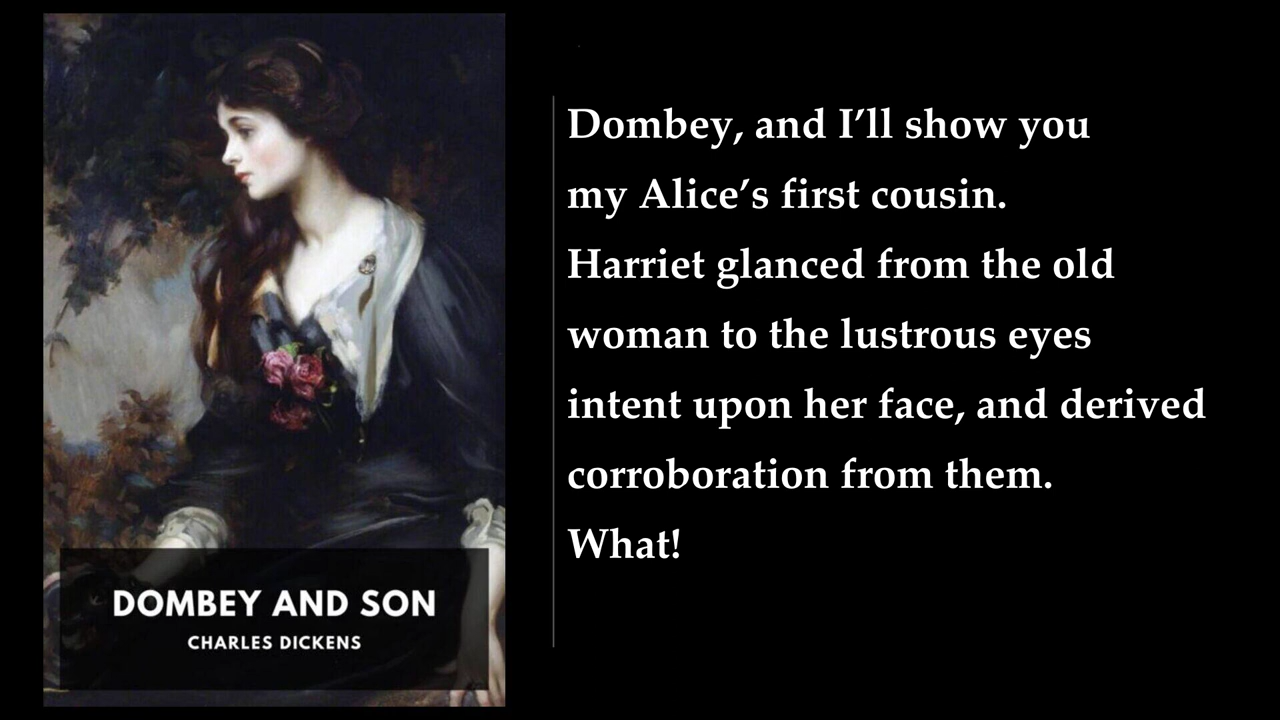 DOMBEY AND SON
CHARLES DICKENS
Dombey, and I’ll show you
my Alice’s first cousin.
Harriet glanced from the old
woman to the lustrous eyes
intent upon her face, and derived
corroboration from them.
What!